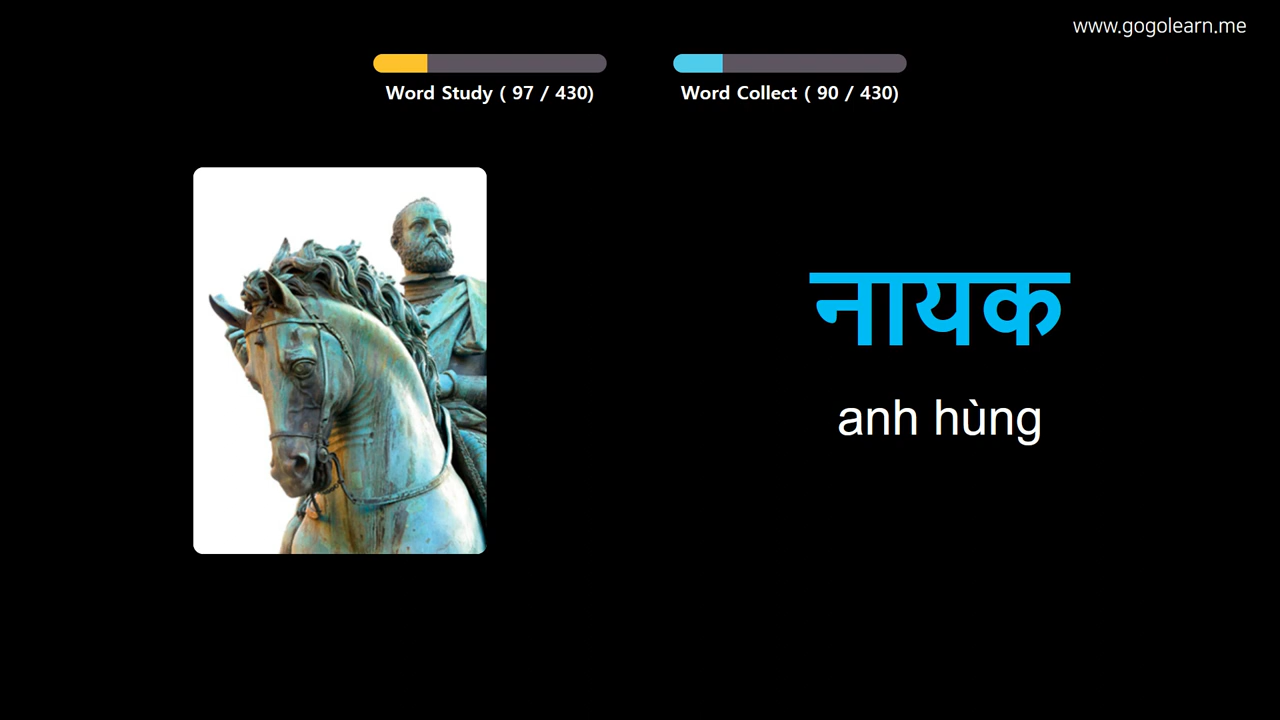 www.gogolearn.me
Word Study ( 97 / 430)
Word Collect ( 90 / 430)
नायक
anh hùng